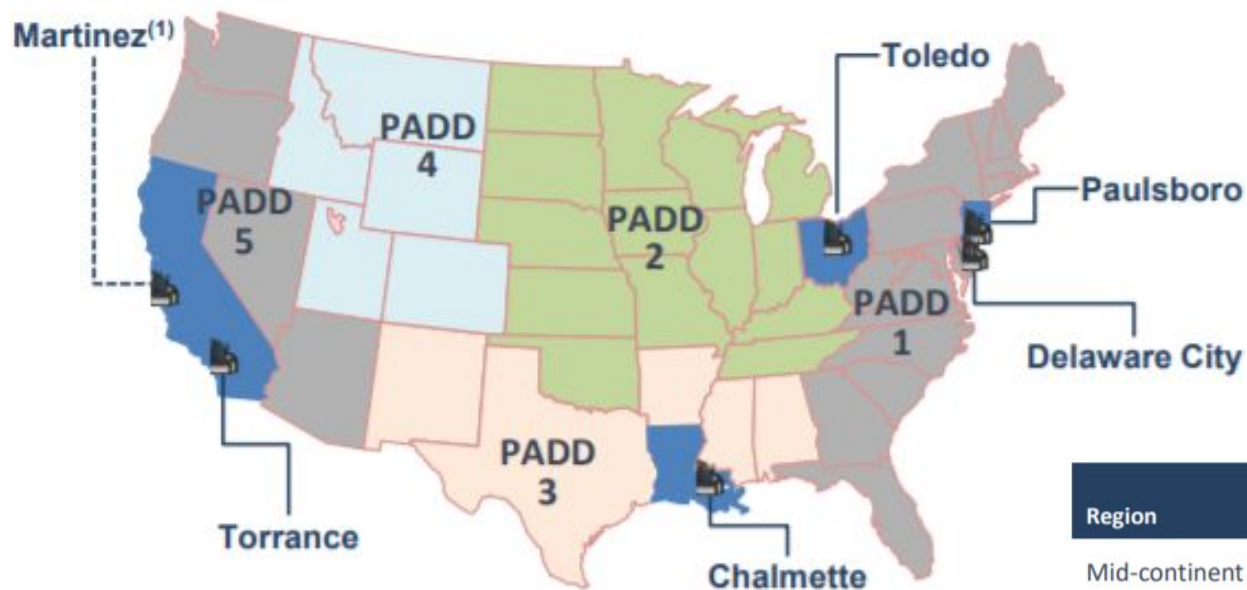 Martinez(1)
Toledo
PADD
4
Paulsboro
PADD
5
PADD
2
PADD
1
Delaware City
PADD
3
Torrance
Chalmette
Region
Mid-continent